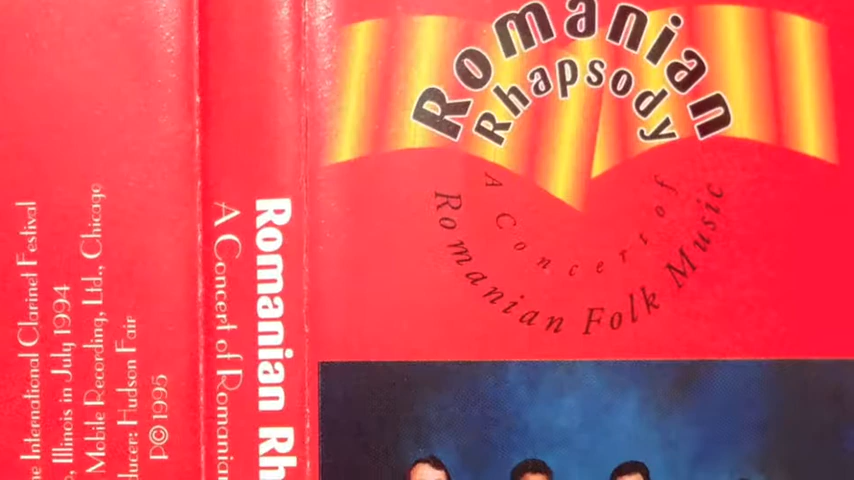 Romanian
Rhapsody
A Concert of
Romanian Folk Music
Romanian
A Concert of Romanian
International Clarinet Festival
Illinois in July 1994
Mobile Recording, Ltd., Chicago
Hudson Fair
P© 1995